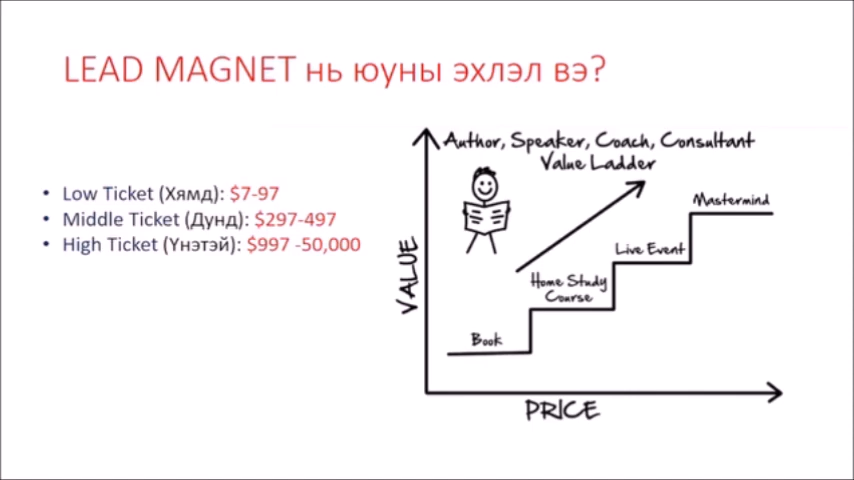 LEAD MAGNET нь юуны эхлэл вэ?
• Low Ticket (Хямд): $7-97
• Middle Ticket (Дунд): $297-497
• High Ticket (Үнэтэй): $997 -50,000
Author, Speaker, Coach, Consultant
Value Ladder
Mastermind
Live Event
Home Study
Course
Book
VALUE
PRICE